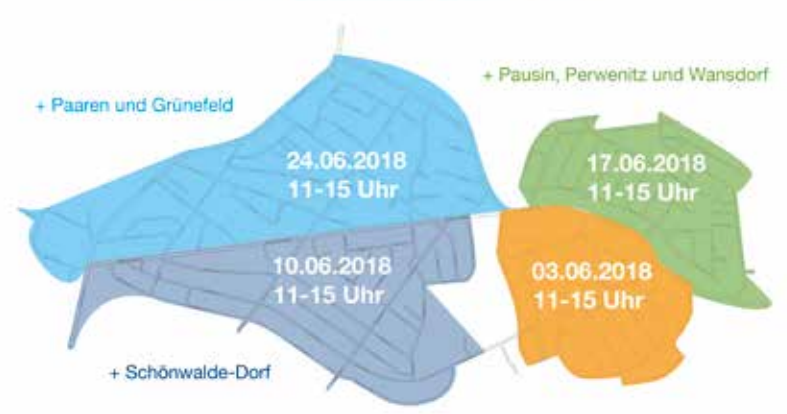 + Pausin, Perwenitz und Wansdorf
+ Paaren und Grünefeld
24.06.2018
11-15 Uhr
17.06.2018
11-15 Uhr
10.06.2018
11-15 Uhr
03.06.2018
11-15 Uhr
+ Schönwalde-Dorf